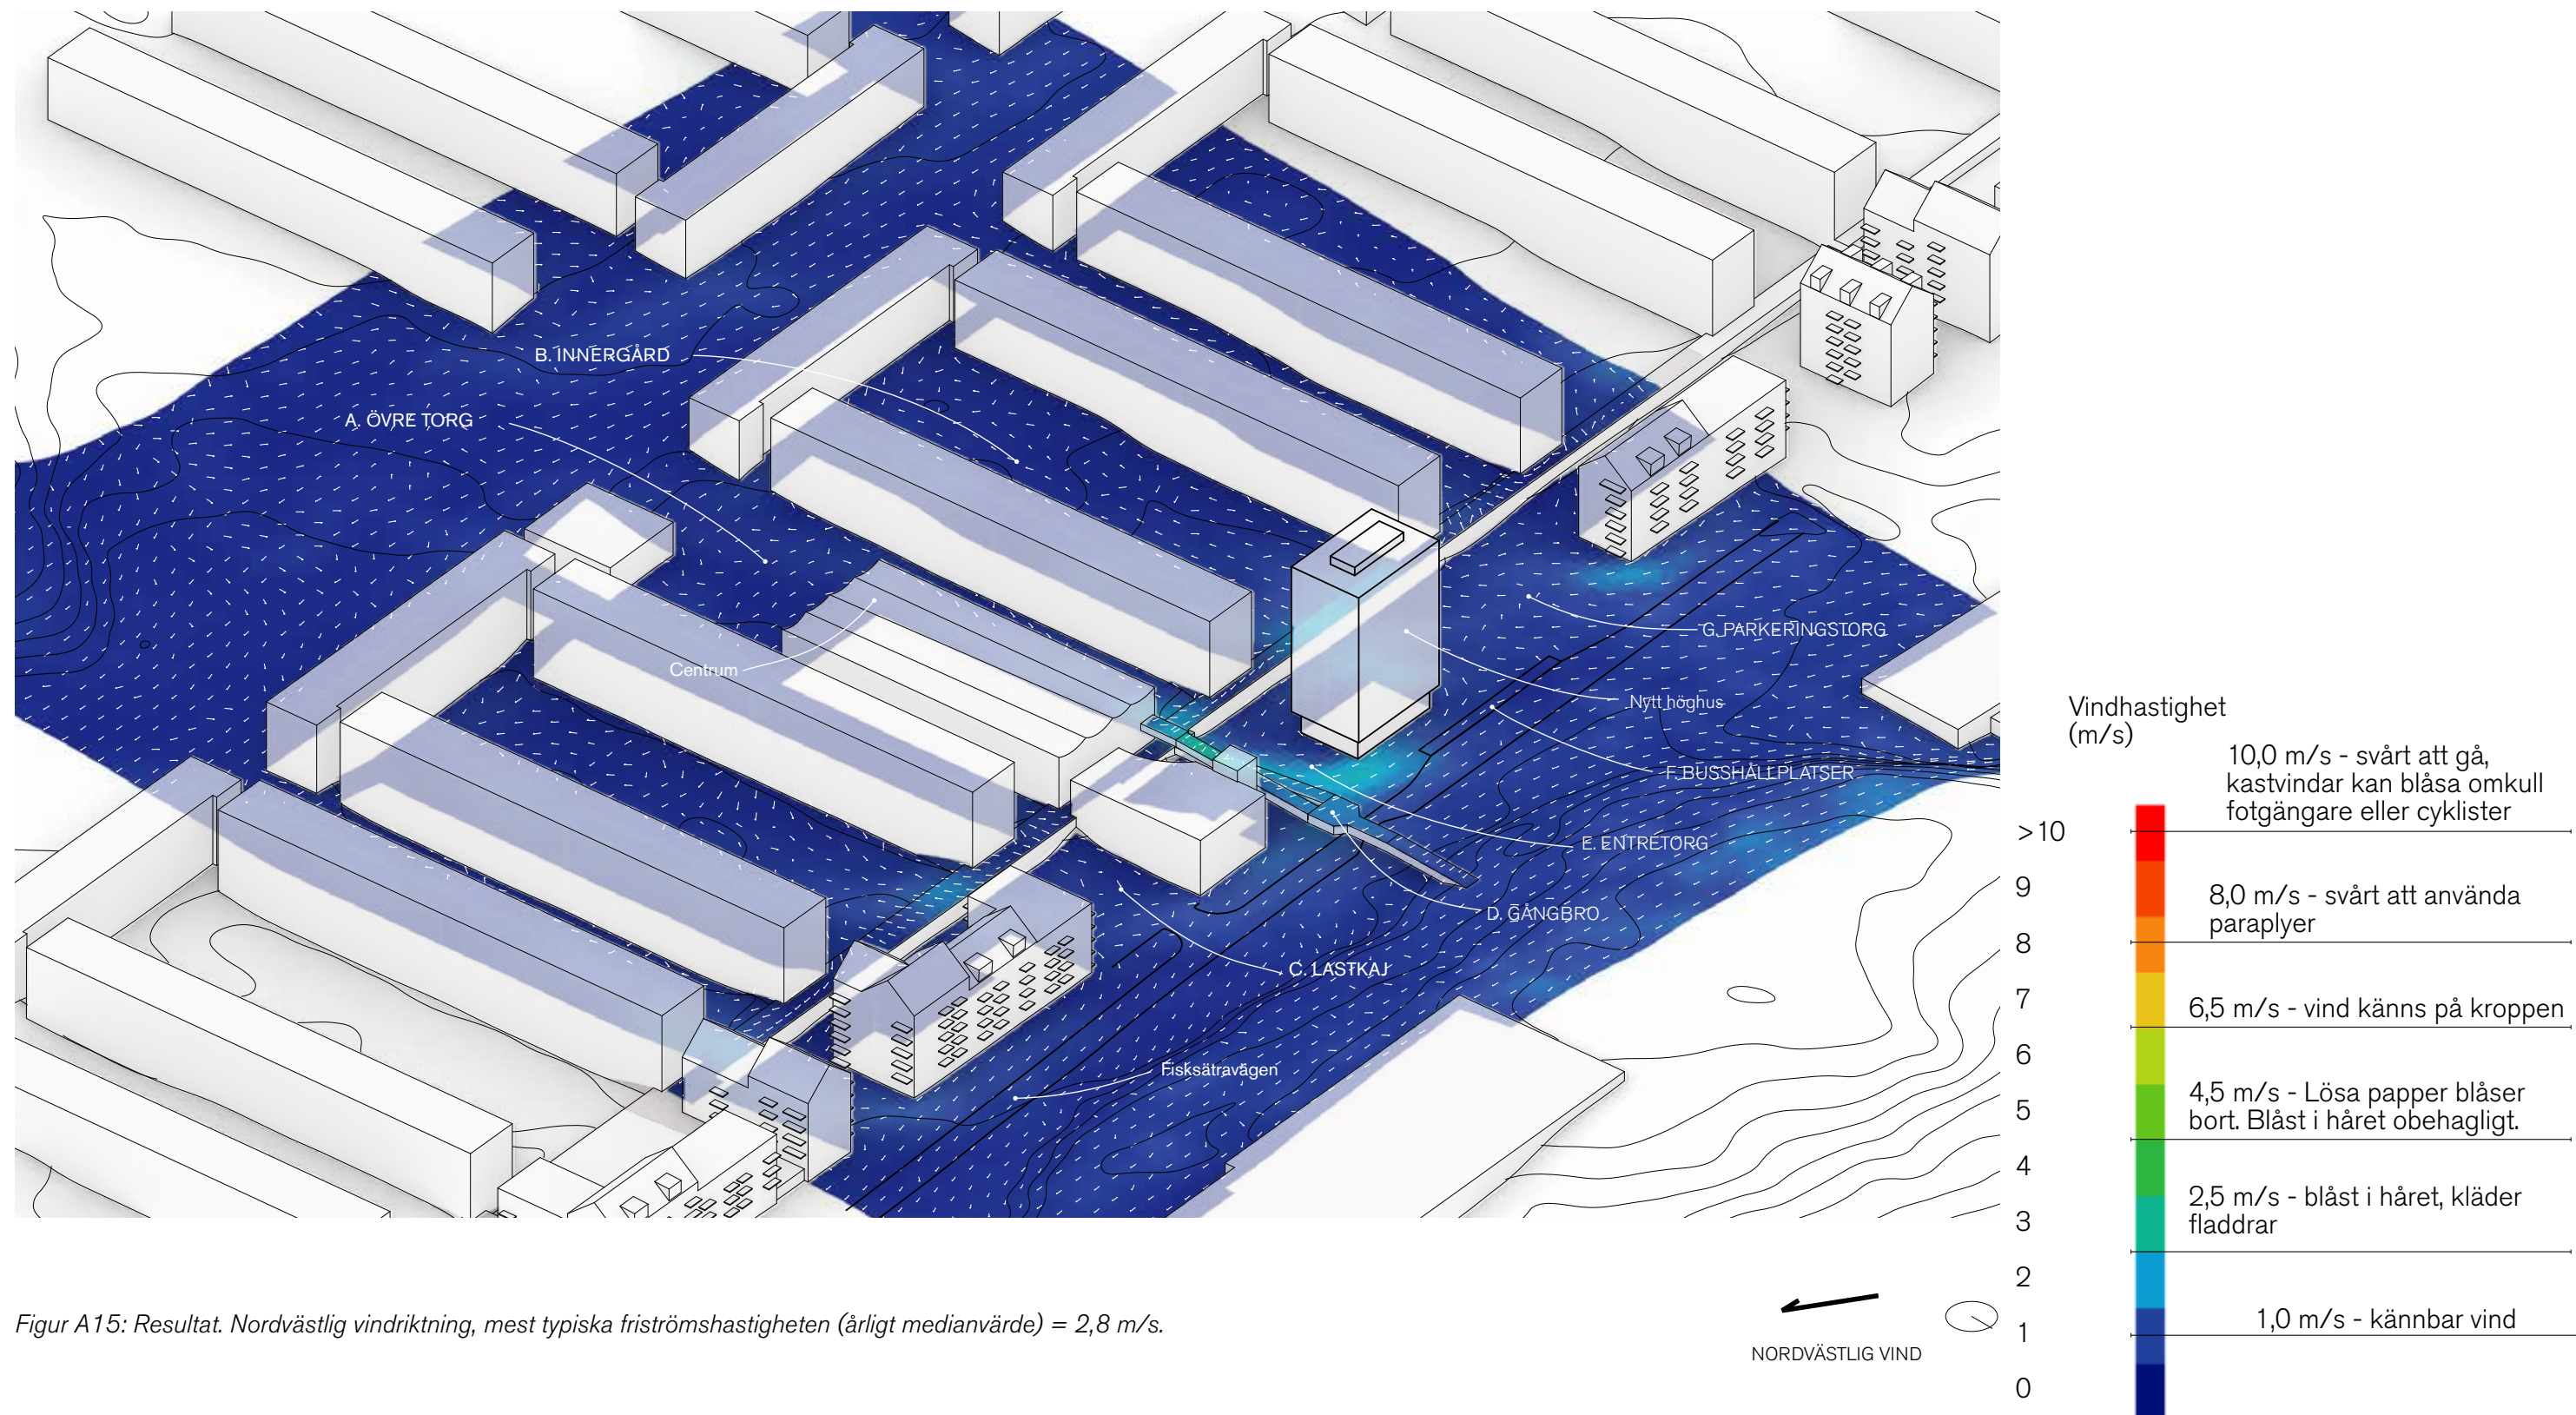 B. INNERGÅRD
A. ÖVRE TORG
Centrum
G. PARKERINGSTORG
Nytt höghus
F. BUSSHÅLLPLATSER
E. ENTRETORG
D. GÅNGBRO
C. LASTKAJ
Fisksätravägen
Vindhastighet
(m/s)
10,0 m/s - svårt att gå,
kastvindar kan blåsa omkull
fotgängare eller cyklister
>10
9
8,0 m/s - svårt att använda
paraplyer
8
7
6,5 m/s - vind känns på kroppen
6
4,5 m/s - Lösa papper blåser
bort. Blåst i håret obehagligt.
5
4
2,5 m/s - blåst i håret, kläder
fladdrar
3
2
1,0 m/s - kännbar vind
1
0
NORDVÄSTLIG VIND
Figur A15: Resultat. Nordvästlig vindriktning, mest typiska friströmshastigheten (årligt medianvärde) = 2,8 m/s.